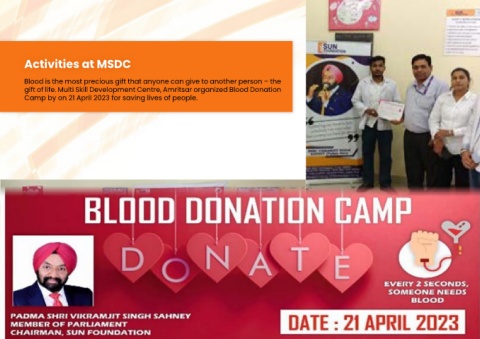 Activities at MSDC
Blood is the most precious gift that anyone can give to another person – the
gift of life. Multi Skill Development Centre, Amritsar organized Blood Donation
Camp by on 21 April 2023 for saving lives of people.
SUN
FOUNDATION
BLOOD DONATION CAMP
DONATE
EVERY 2 SECONDS,
SOMEONE NEEDS
BLOOD
PADMA SHRI VIKRAMJIT SINGH SAHNEY
MEMBER OF PARLIAMENT
CHAIRMAN, SUN FOUNDATION
DATE : 21 APRIL 2023